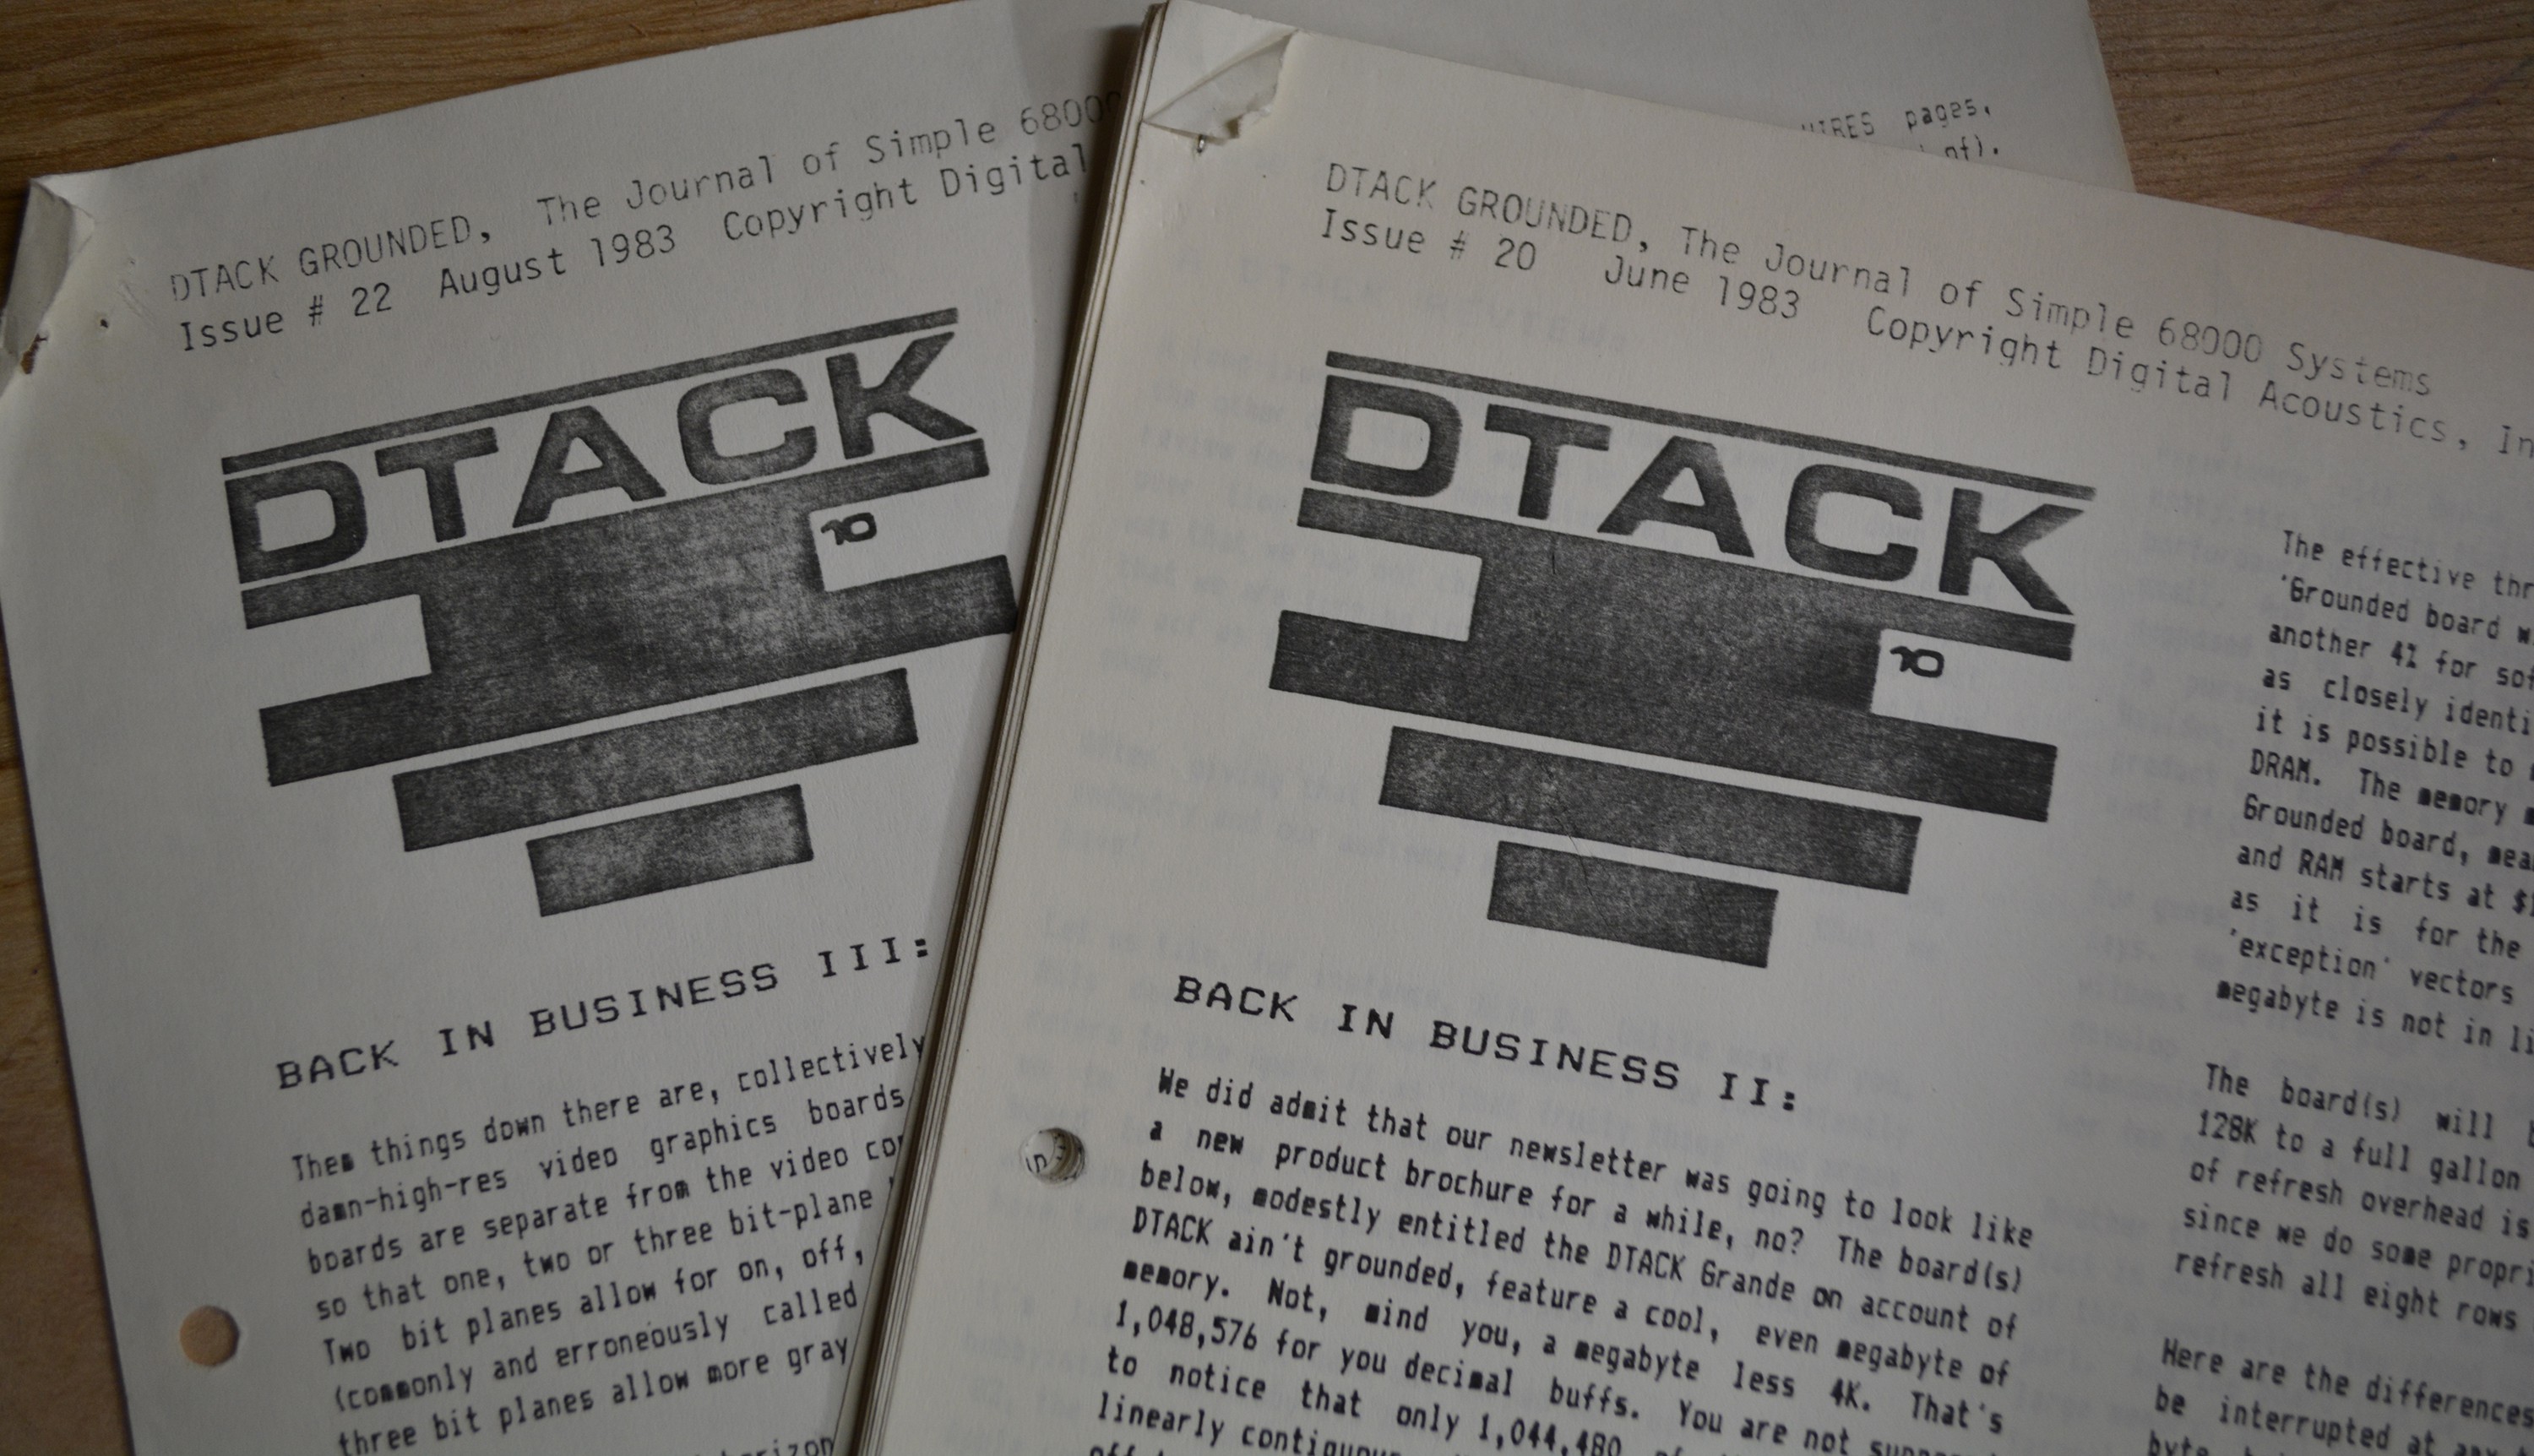 DTACK GROUNDED, The Journal of Simple 6800
Issue # 22 August 1983 Copyright Digital
DTACK
10
BACK IN BUSINESS III:
Them things down there are, collectively
damn-high-res video graphics boards
boards are separate from the video
so that one, two or three bit-plane
Two bit planes allow for on, off,
(commonly and erroneously called
three bit planes allow more gray
pages,
of).
DTACK GROUNDED, The Journal of Simple 68000 Systems
Issue # 20 June 1983 Copyright Digital Acoustics, In
DTACK
10
BACK IN BUSINESS II:
We did admit that our newsletter was going to look like
a new product brochure for a while, no? The board(s)
below, modestly entitled the DTACK Grande on account of
DTACK ain't grounded, feature a cool, even megabyte of
memory. Not, mind you, a megabyte less 4K. That's
1,048,576 for you decimal buffs. You are not
to notice that only 1,044,480 of
linearly
The effective
'Grounded board
another 4% for
as closely
it is possible to
DRAM. The memory
Grounded board,
and RAM starts at
as it is for the
'exception' vectors
megabyte is not in
The board(s) will
128K to a full gallon
of refresh overhead is
since we do some
refresh all eight rows
Here are the differences
be interrupted at
byte